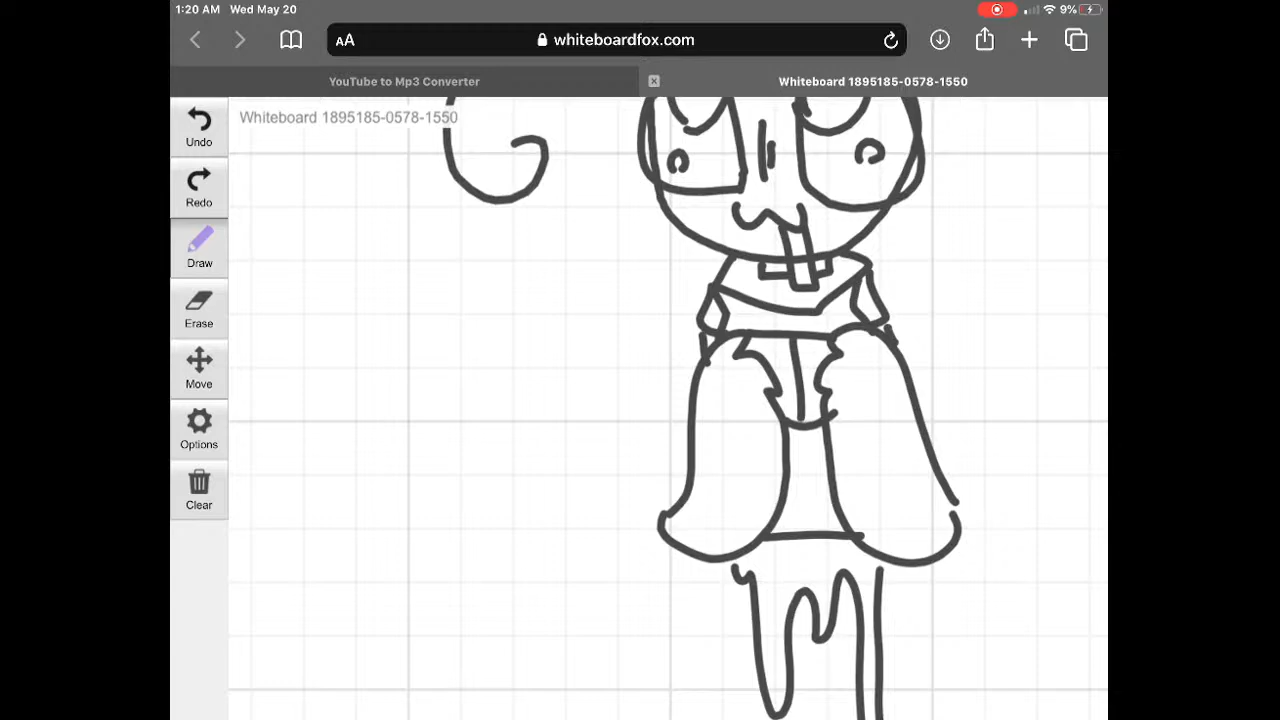 1:20 AM Wed May 20
9%
AA
whiteboardfox.com
YouTube to Mp3 Converter
Whiteboard 1895185-0578-1550
Whiteboard 1895185-0578-1550
Undo
Redo
Draw
Erase
Move
Options
Clear